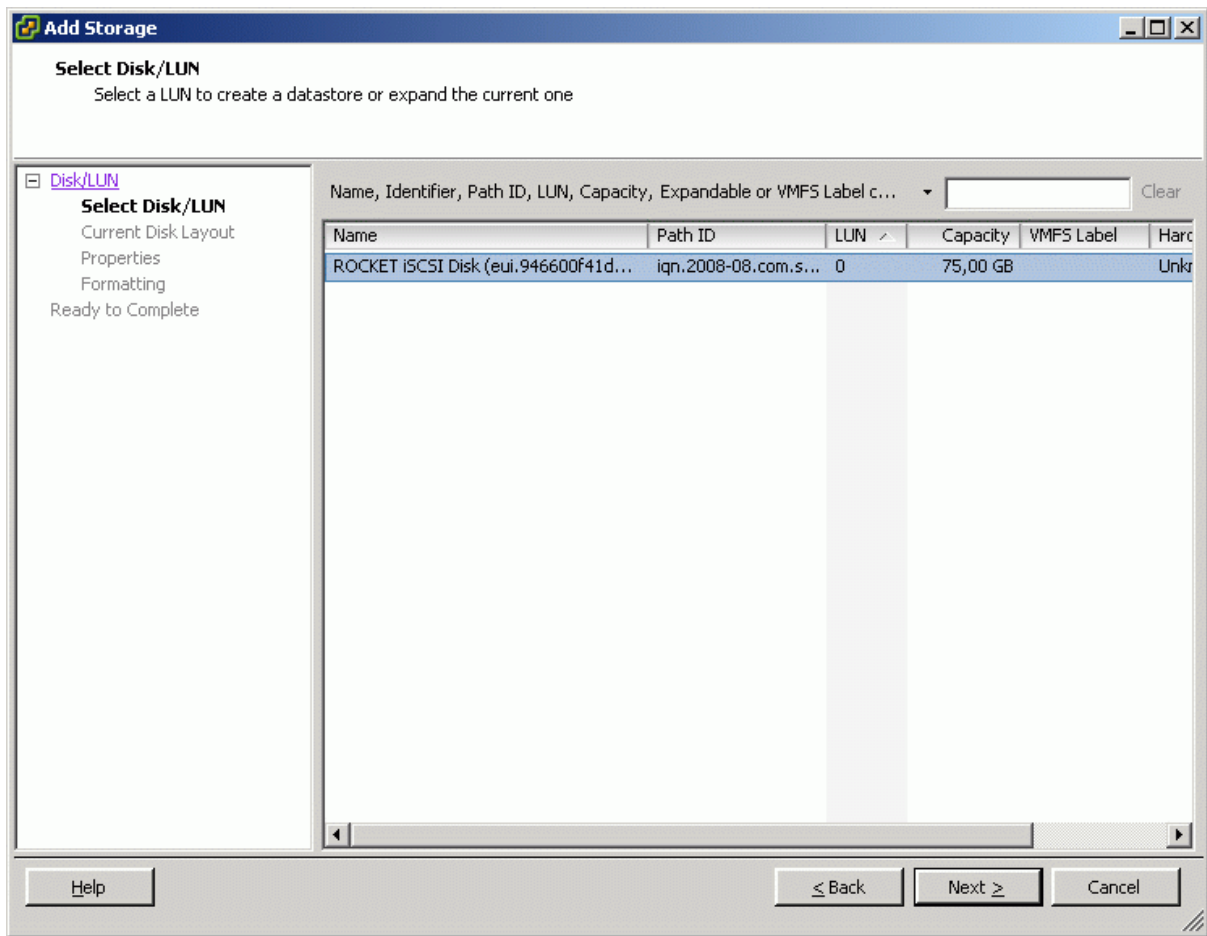 Add Storage
Select Disk/LUN
Select a LUN to create a datastore or expand the current one
Disk/LUN
Select Disk/LUN
Current Disk Layout
Properties
Formatting
Ready to Complete
Name, Identifier, Path ID, LUN, Capacity, Expandable or VMFS Label c... Clear
Name Path ID LUN Capacity VMFS Label Hard
ROCKET iSCSI Disk (eui.946600f41d... iqn.2008-08.com.s... 0 75,00 GB Unkr
Help < Back Next > Cancel